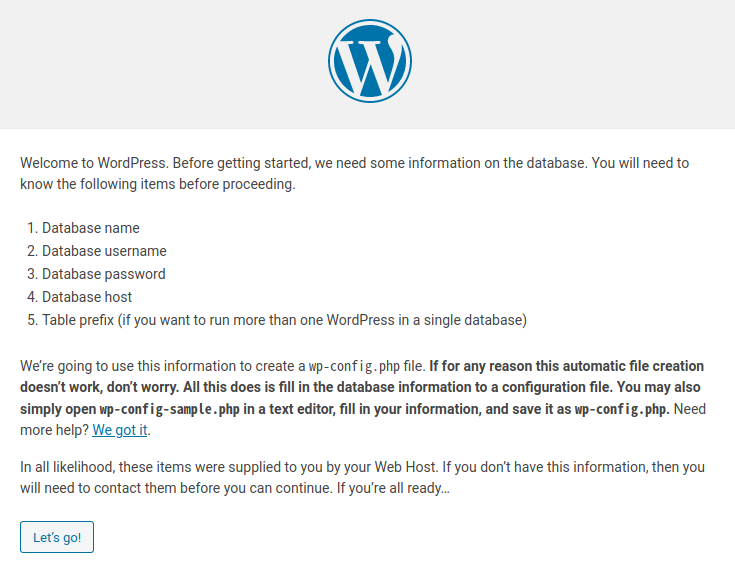 W
Welcome to WordPress. Before getting started, we need some information on the database. You will need to
know the following items before proceeding.
1. Database name
2. Database username
3. Database password
4. Database host
5. Table prefix (if you want to run more than one WordPress in a single database)
We’re going to use this information to create a wp-config.php file. If for any reason this automatic file creation
doesn’t work, don’t worry. All this does is fill in the database information to a configuration file. You may also
simply open wp-config-sample.php in a text editor, fill in your information, and save it as wp-config.php. Need
more help? We got it.
In all likelihood, these items were supplied to you by your Web Host. If you don’t have this information, then you
will need to contact them before you can continue. If you’re all ready…
Let’s go!